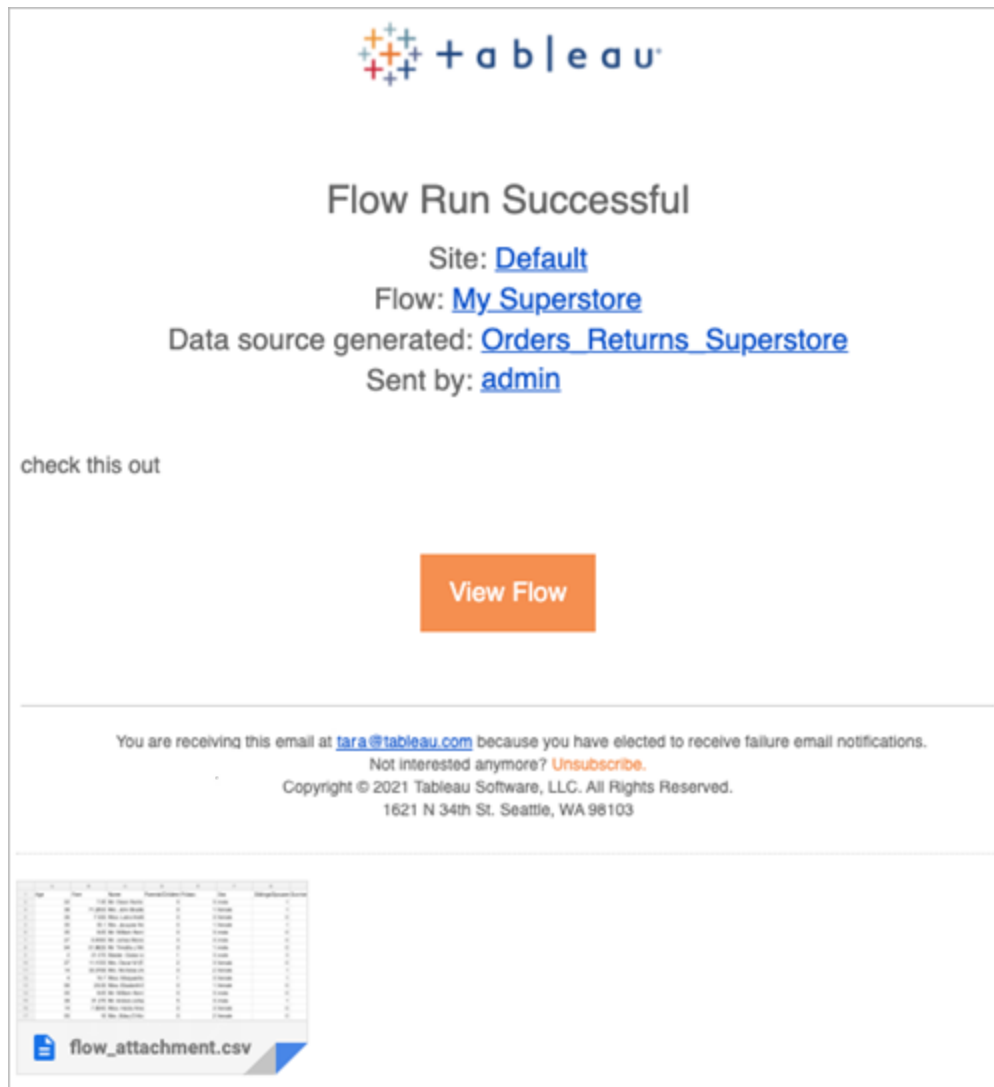 tableau
Flow Run Successful
Site: Default
Flow: My Superstore
Data source generated: Orders_Returns_Superstore
Sent by: admin
check this out
View Flow
You are receiving this email at tara@tableau.com because you have elected to receive failure email notifications.
Not interested anymore? Unsubscribe.
Copyright © 2021 Tableau Software, LLC. All Rights Reserved.
1621 N 34th St. Seattle, WA 98103
flow_attachment.csv